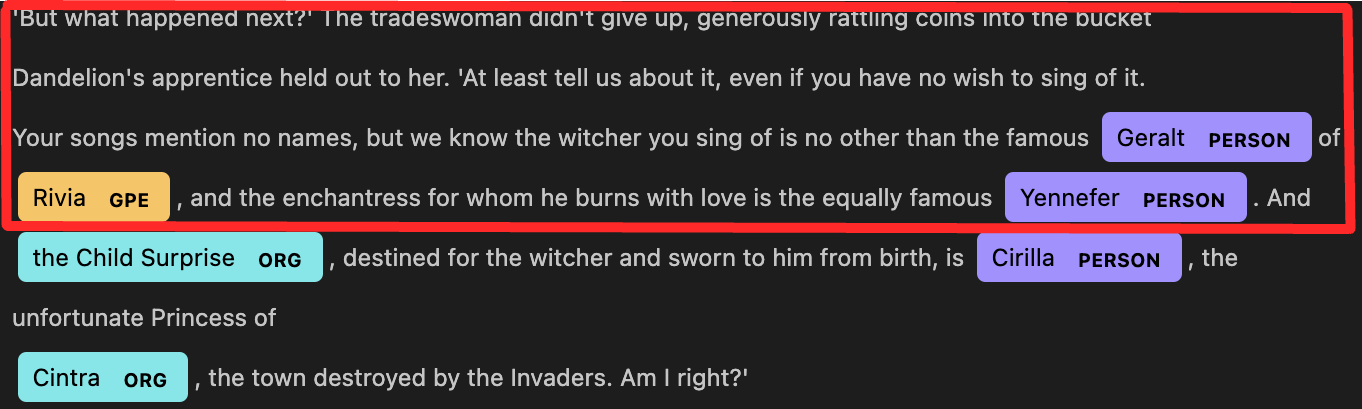 'But what happened next?' The tradeswoman didn't give up, generously rattling coins into the bucket
Dandelion's apprentice held out to her. 'At least tell us about it, even if you have no wish to sing of it.
Your songs mention no names, but we know the witcher you sing of is no other than the famous Geralt PERSON of
Rivia GPE , and the enchantress for whom he burns with love is the equally famous Yennefer PERSON . And
the Child Surprise ORG , destined for the witcher and sworn to him from birth, is Cirilla PERSON , the
unfortunate Princess of
Cintra ORG , the town destroyed by the Invaders. Am I right?'